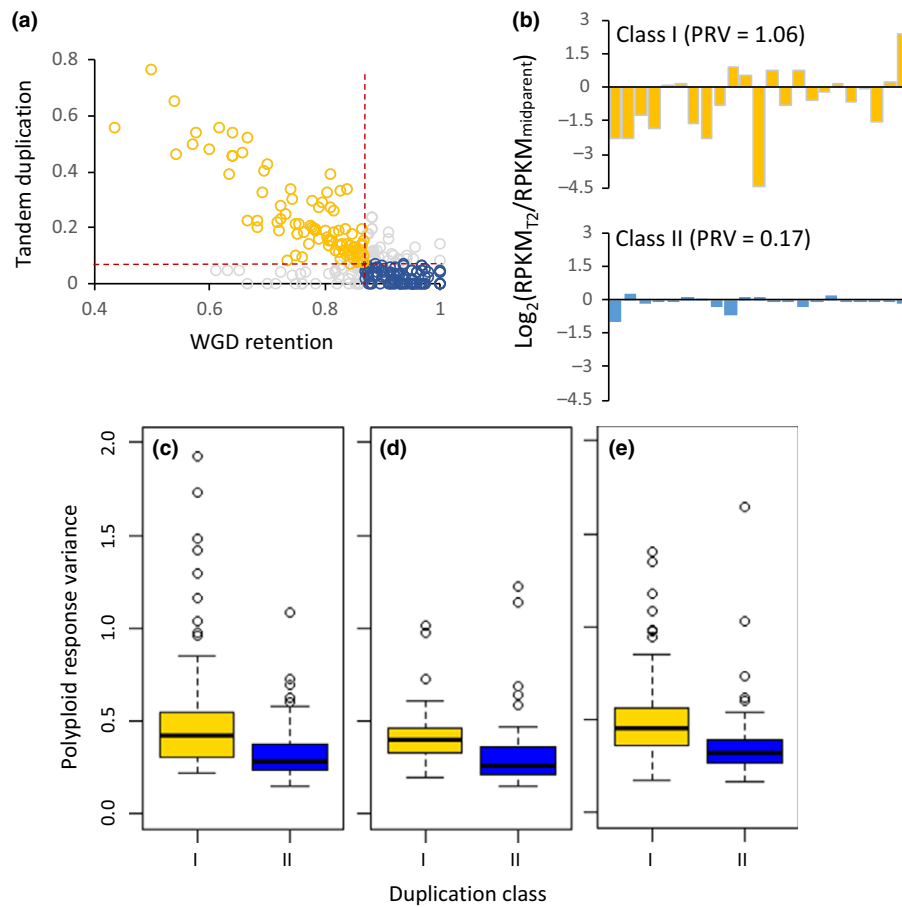 (a)
Tandem duplication
0.8
0.6
0.4
0.2
0
0.4
0.6
0.8
1
WGD retention
(b)
Log2(RPKMT2/RPKMmidparent)
Class I (PRV = 1.06)
3
1.5
0
−1.5
−3
−4.5
Class II (PRV = 0.17)
3
1.5
0
−1.5
−3
−4.5
Polyploid response variance
2.0
1.5
1.0
0.5
0.0
(c)
I
II
(d)
I
II
(e)
I
II
Duplication class